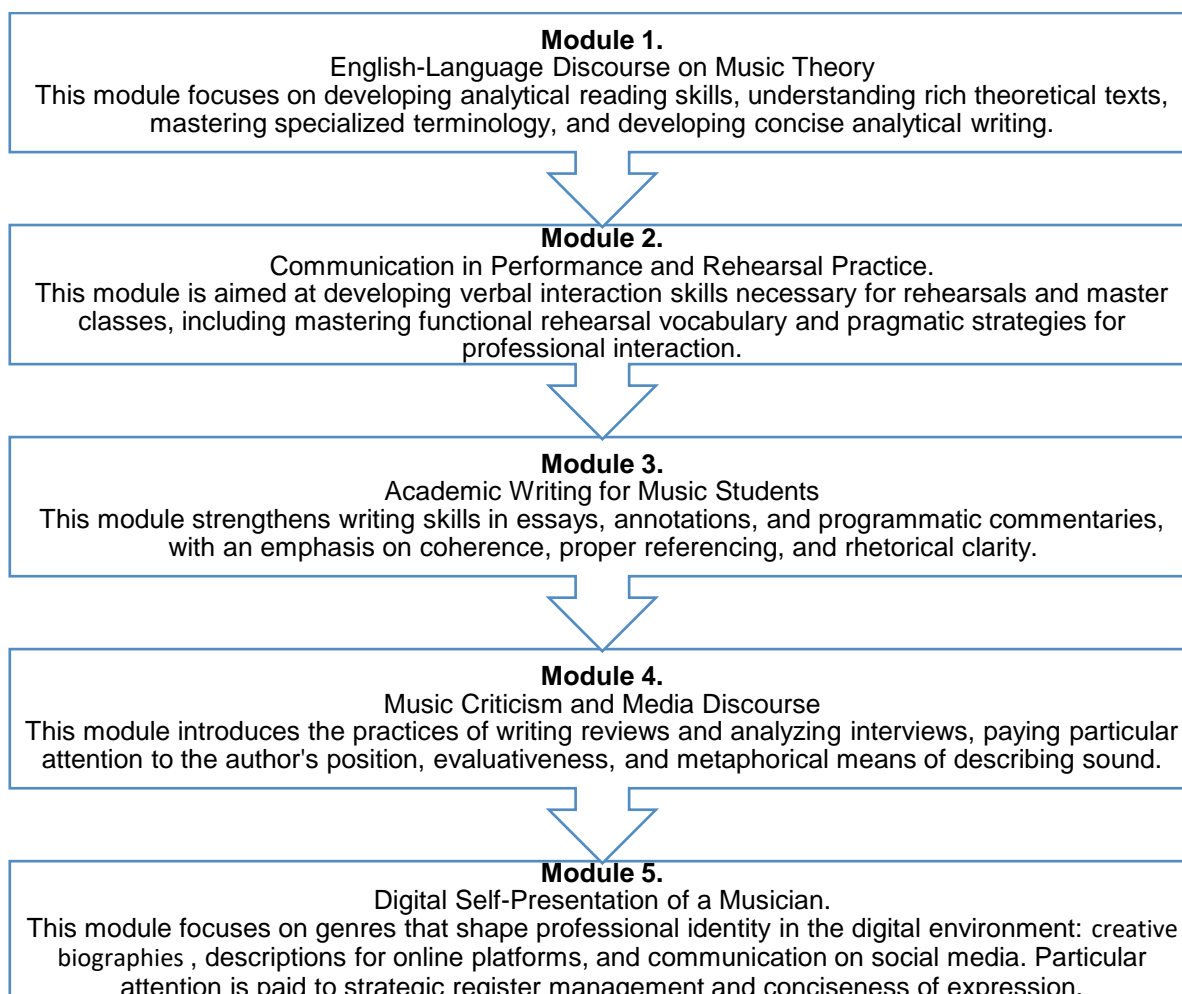 Module 1.
English-Language Discourse on Music Theory
This module focuses on developing analytical reading skills, understanding rich theoretical texts,
mastering specialized terminology, and developing concise analytical writing.
Module 2.
Communication in Performance and Rehearsal Practice.
This module is aimed at developing verbal interaction skills necessary for rehearsals and master
classes, including mastering functional rehearsal vocabulary and pragmatic strategies for
professional interaction.
Module 3.
Academic Writing for Music Students
This module strengthens writing skills in essays, annotations, and programmatic commentaries,
with an emphasis on coherence, proper referencing, and rhetorical clarity.
Module 4.
Music Criticism and Media Discourse
This module introduces the practices of writing reviews and analyzing interviews, paying particular
attention to the author's position, evaluativeness, and metaphorical means of describing sound.
Module 5.
Digital Self-Presentation of a Musician.
This module focuses on genres that shape professional identity in the digital environment: creative
biographies , descriptions for online platforms, and communication on social media. Particular
attention is paid to strategic register management and conciseness of expression.